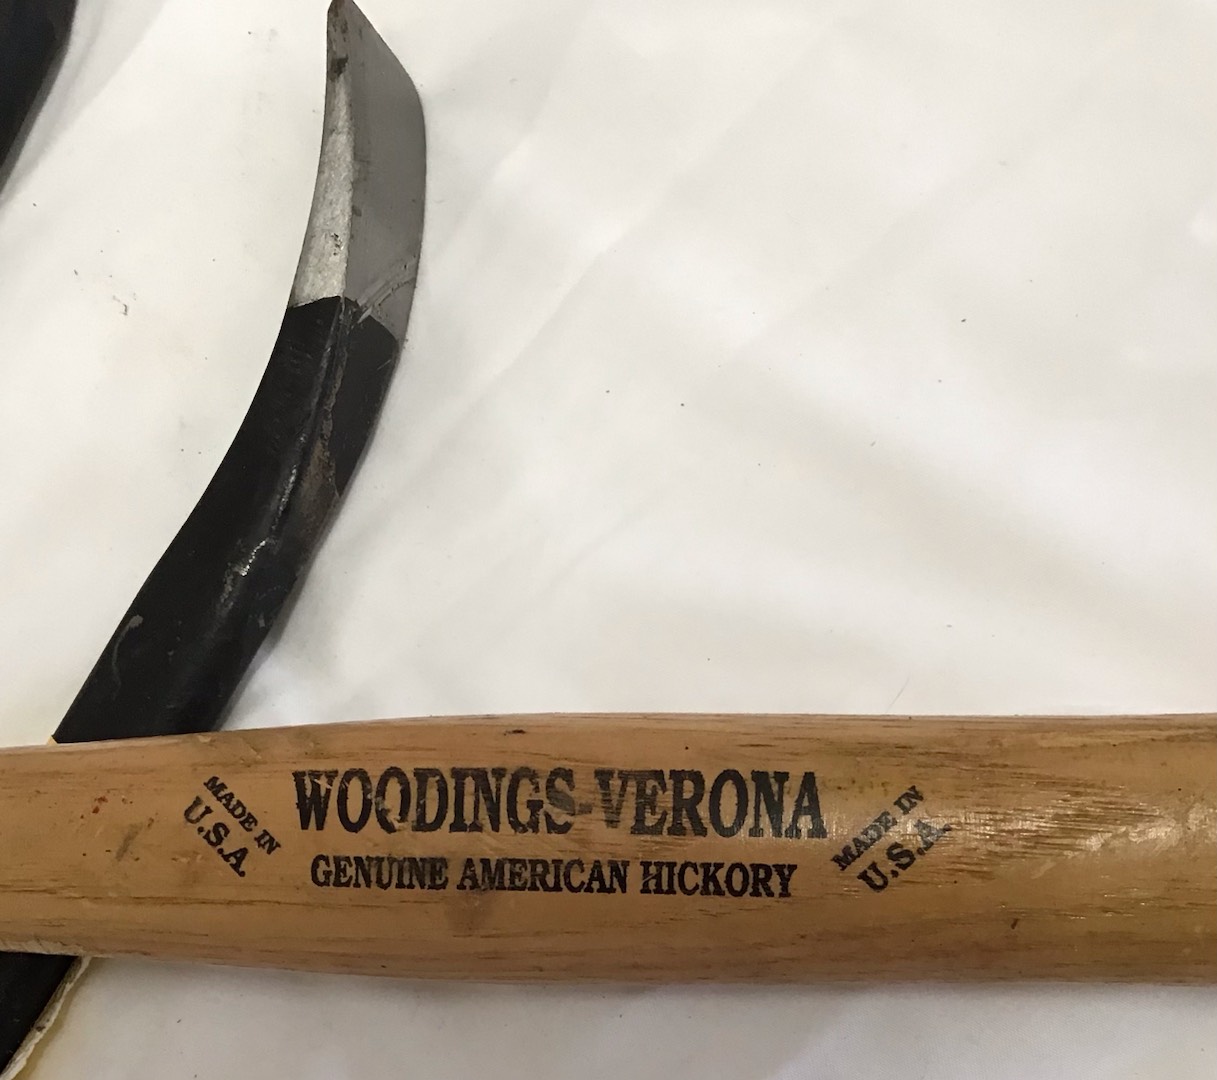 MADE IN
U.S.A.
WOODINGS-VERONA
GENUINE AMERICAN HICKORY
MADE IN
U.S.A.